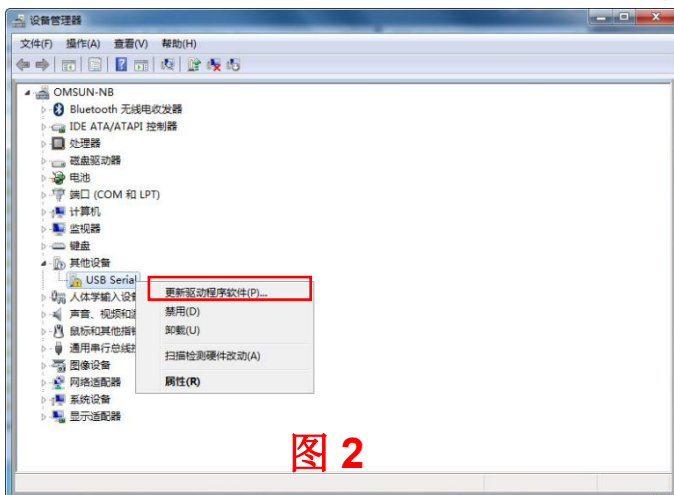 设备管理器
文件(F) 操作(A) 查看(V) 帮助(H)
OMSUN-NB
Bluetooth 无线电收发器
IDE ATA/ATAPI 控制器
处理器
磁盘驱动器
电池
端口 (COM 和 LPT)
计算机
监视器
键盘
其他设备
USB Serial
更新驱动程序软件(P)...
人体学输入设
禁用(D)
声音、视频和
卸载(U)
鼠标和其他指
通用串行总线
扫描检测硬件改动(A)
图像设备
网络适配器
属性(R)
系统设备
显示适配器
图 2